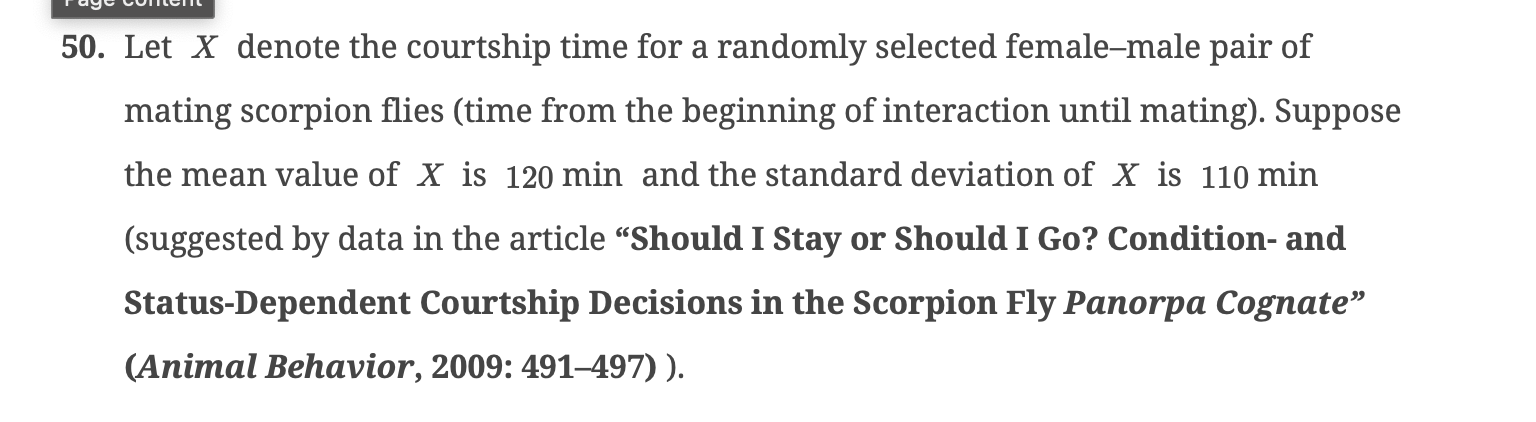 Page content
50. Let X denote the courtship time for a randomly selected female–male pair of
mating scorpion flies (time from the beginning of interaction until mating). Suppose
the mean value of X is 120 min and the standard deviation of X is 110 min
(suggested by data in the article “Should I Stay or Should I Go? Condition- and
Status-Dependent Courtship Decisions in the Scorpion Fly Panorpa Cognate”
(Animal Behavior, 2009: 491–497) ).